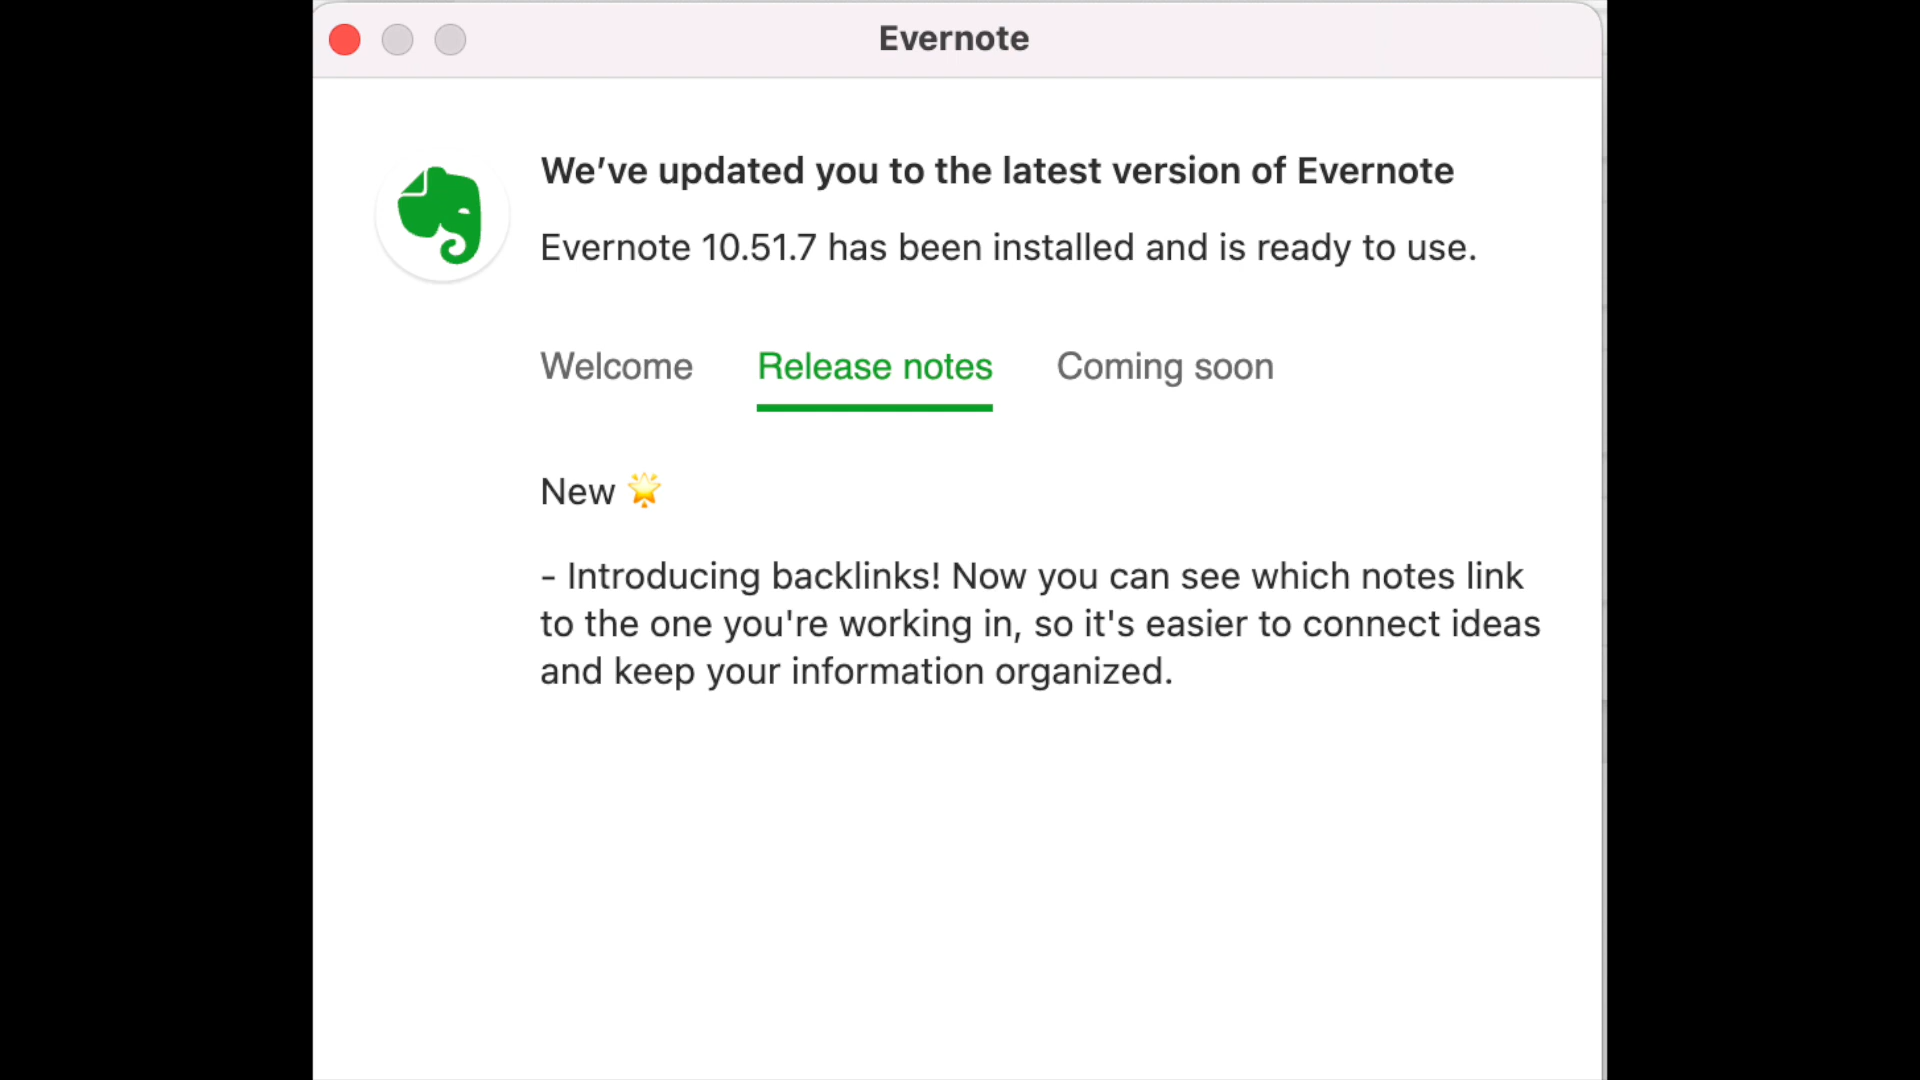 Evernote
We’ve updated you to the latest version of Evernote
Evernote 10.51.7 has been installed and is ready to use.
Welcome Release notes Coming soon
New 🌟
- Introducing backlinks! Now you can see which notes link
to the one you're working in, so it's easier to connect ideas
and keep your information organized.